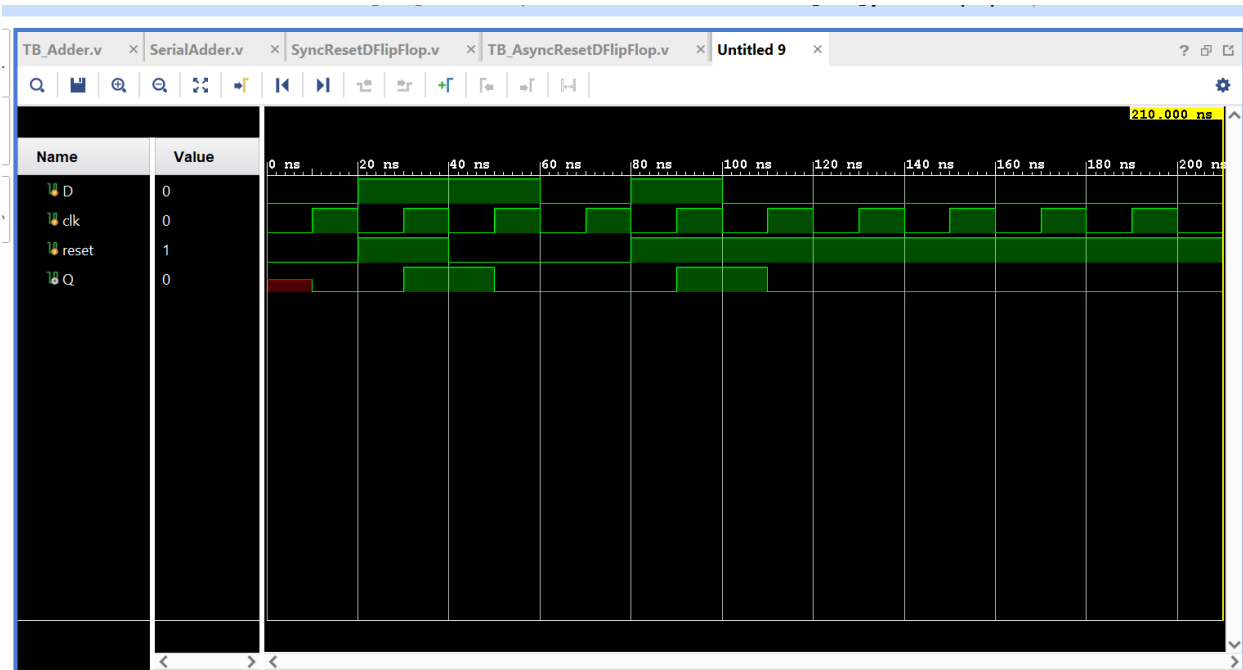 TB_Adder.v × SerialAdder.v × SyncResetDFlipFlop.v × TB_AsyncResetDFlipFlop.v × Untitled 9 × ?
210.000 ns
Name Value 0 ns 20 ns 40 ns 60 ns 80 ns 100 ns 120 ns 140 ns 160 ns 180 ns 200 ns
D 0
clk 0
reset 1
Q 0